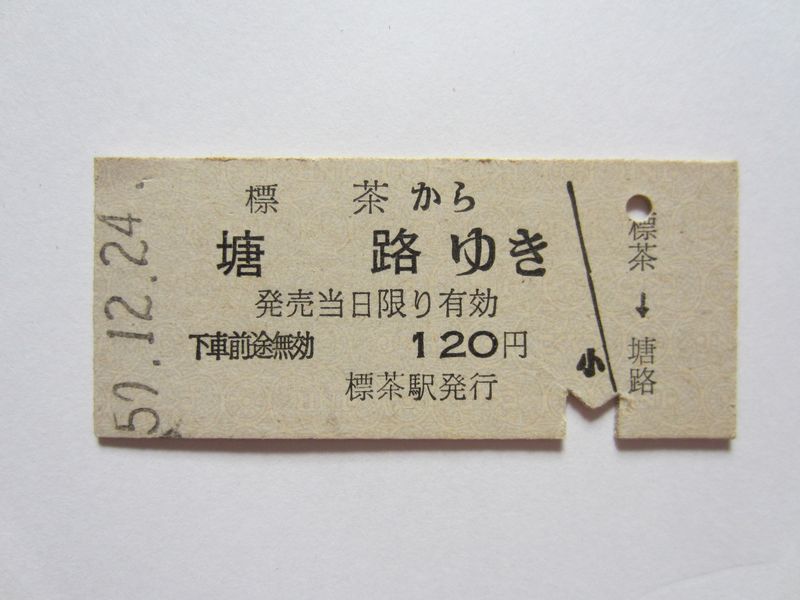 標茶から
塘路ゆき
発売当日限り有効
下車前途無効 120円
標茶駅発行
小
標茶
↓
塘路
.12.24.